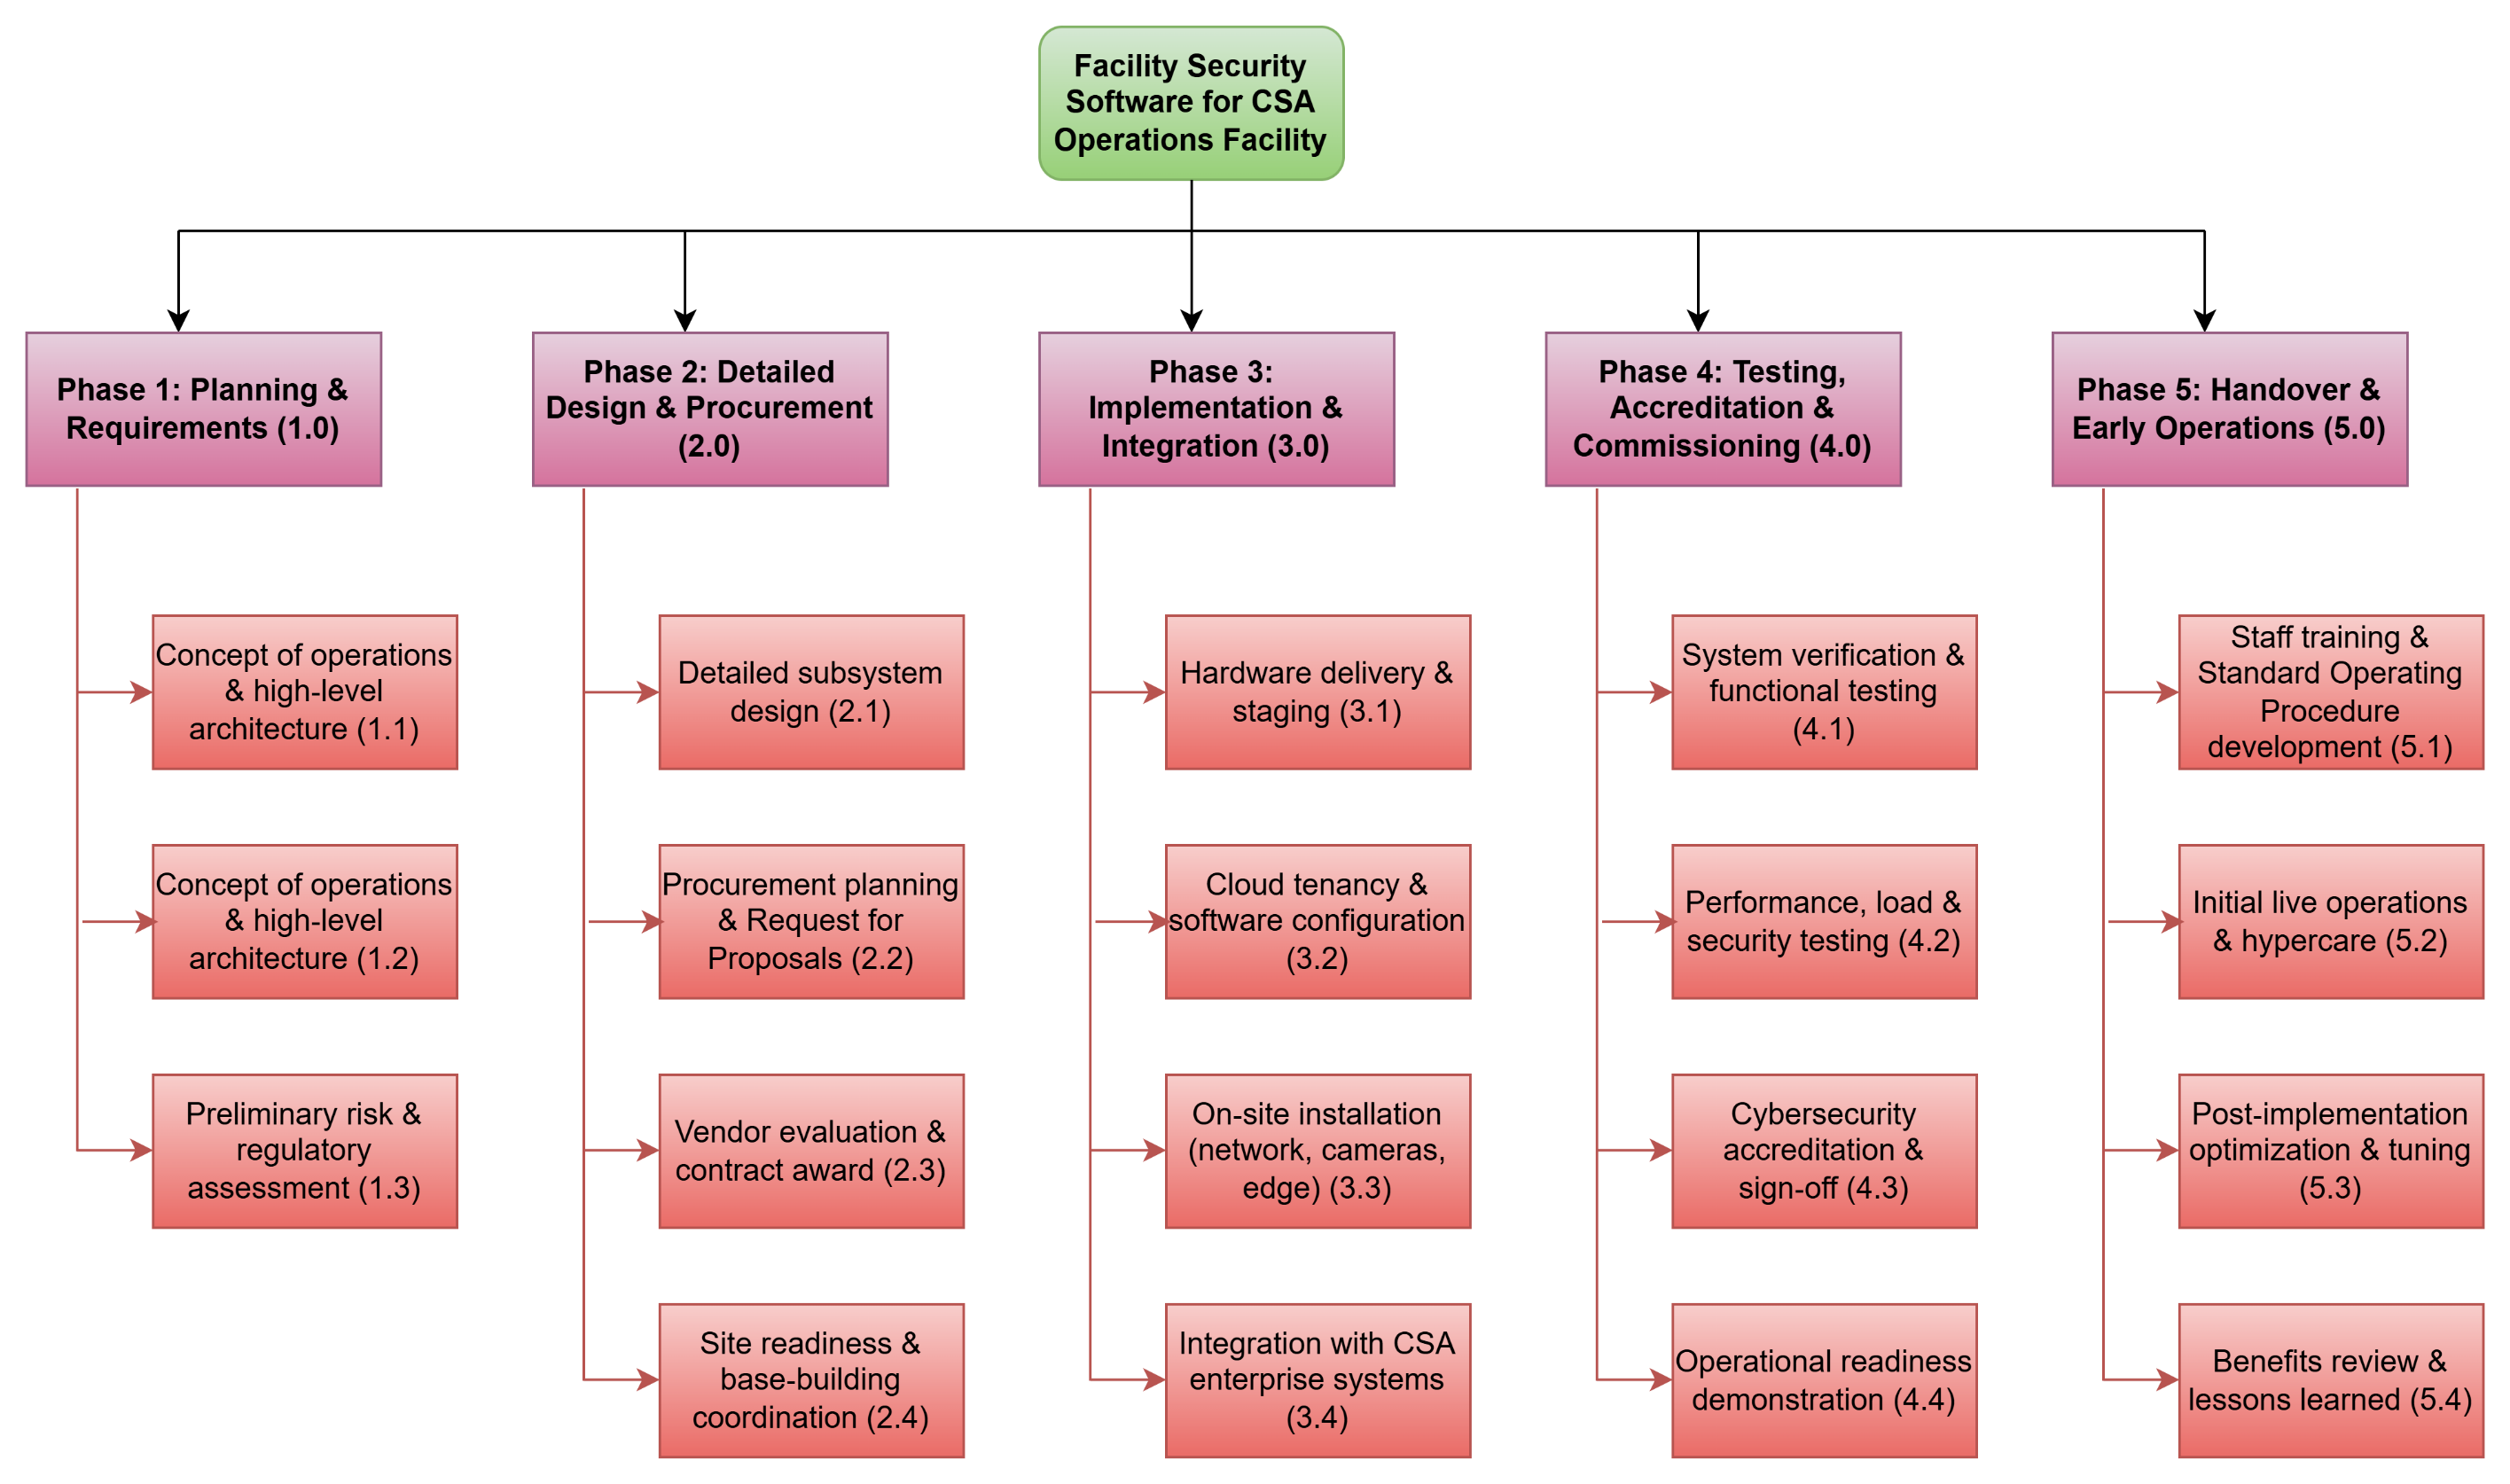 Facility Security
Software for CSA
Operations Facility
Phase 1: Planning &
Requirements (1.0)
Phase 2: Detailed
Design & Procurement
(2.0)
Phase 3:
Implementation &
Integration (3.0)
Phase 4: Testing,
Accreditation &
Commissioning (4.0)
Phase 5: Handover &
Early Operations (5.0)
Concept of operations
& high-level
architecture (1.1)
Concept of operations
& high-level
architecture (1.2)
Preliminary risk &
regulatory
assessment (1.3)
Detailed subsystem
design (2.1)
Procurement planning
& Request for
Proposals (2.2)
Vendor evaluation &
contract award (2.3)
Site readiness &
base-building
coordination (2.4)
Hardware delivery &
staging (3.1)
Cloud tenancy &
software configuration
(3.2)
On-site installation
(network, cameras,
edge) (3.3)
Integration with CSA
enterprise systems
(3.4)
System verification &
functional testing
(4.1)
Performance, load &
security testing (4.2)
Cybersecurity
accreditation &
sign-off (4.3)
Operational readiness
demonstration (4.4)
Staff training &
Standard Operating
Procedure
development (5.1)
Initial live operations
& hypercare (5.2)
Post-implementation
optimization & tuning
(5.3)
Benefits review &
lessons learned (5.4)